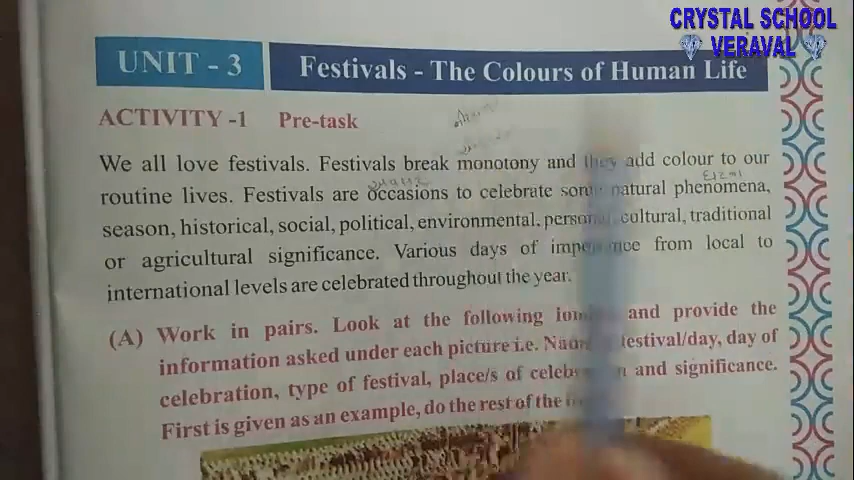 CRYSTAL SCHOOL
VERAVAL
UNIT - 3
Festivals - The Colours of Human Life
ACTIVITY -1 Pre-task
We all love festivals. Festivals break monotony and they add colour to our
routine lives. Festivals are occasions to celebrate some natural phenomena,
season, historical, social, political, environmental, personal, cultural, traditional
or agricultural significance. Various days of importance from local to
international levels are celebrated throughout the year.
(A) Work in pairs. Look at the following and provide the
information asked under each picture i.e. festival/day, day of
celebration, type of festival, place/s of and significance.
First is given as an example, do the rest of the